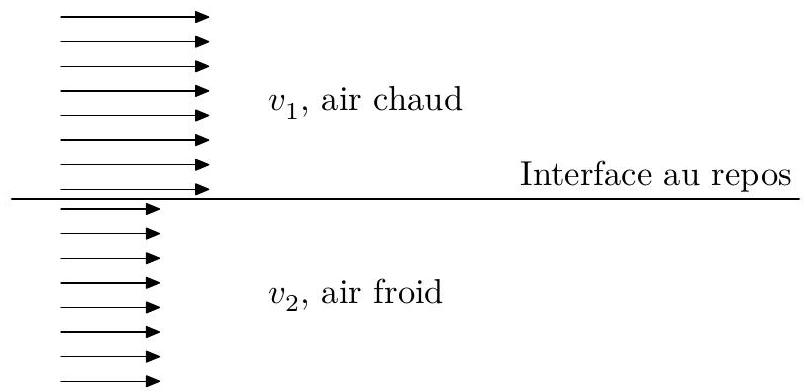 v₁, air chaud
Interface au repos
v₂, air froid